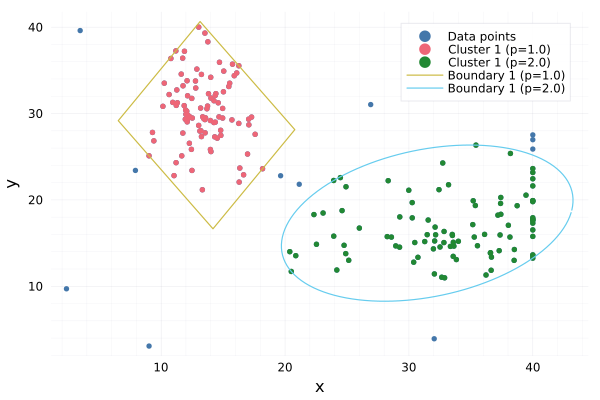 40
30
20
10
y
10
20
30
40
x
Data points
Cluster 1 (p=1.0)
Cluster 1 (p=2.0)
Boundary 1 (p=1.0)
Boundary 1 (p=2.0)